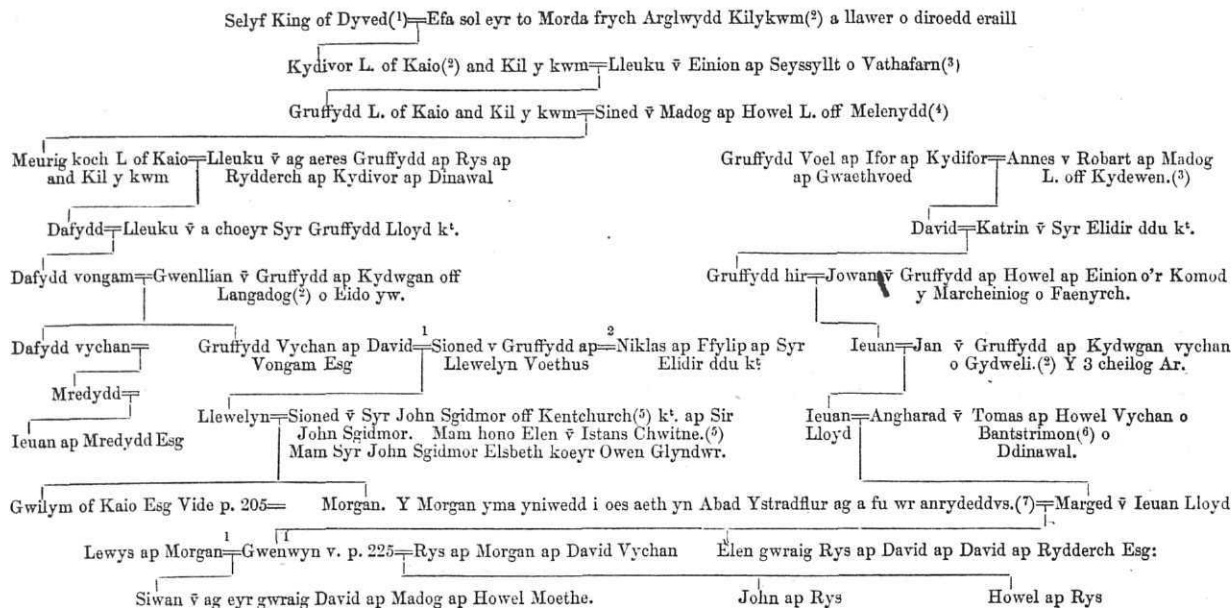 Selyf King of Dyved(¹)=Efa sol eyr to Morda frych Arglwydd Kilykwm(²) a llawer o diroedd eraill
Kydivor L. of Kaio(²) and Kil y kwm=Lleuku v̄ Einion ap Seyssyllt o Vathafarn(³)
Gruffydd L. of Kaio and Kil y kwm=Sined v̄ Madog ap Howel L. off Melenydd(⁴)
Meurig koch L of Kaio=Lleuku v̄ ag aeres Gruffydd ap Rys ap
and Kil y kwm Rydderch ap Kydivor ap Dinawal
Gruffydd Voel ap Ifor ap Kydifor=Annes v Robart ap Madog
ap Gwaethvoed L. off Kydewen.(³)
Dafydd=Lleuku v̄ a choeyr Syr Gruffydd Lloyd kᵗ.
David=Katrin v̄ Syr Elidir ddu kᵗ.
Dafydd vongam=Gwenllian v̄ Gruffydd ap Kydwgan off
Langadog(²) o Eido yw.
Gruffydd hir=Jowan v̄ Gruffydd ap Howel ap Einion o'r Komod
y Marcheiniog o Faenyrch.
Dafydd vychan= Gruffydd Vychan ap David=¹Sioned v Gruffydd ap=²Niklas ap Ffylip ap Syr
Vongam Esg Llewelyn Voethus Elidir ddu kᵗ.
Ieuan=Jan v̄ Gruffydd ap Kydwgan vychan
o Gydweli.(²) Y 3 cheilog Ar.
Mredydd=
Ieuan ap Mredydd Esg
Llewelyn=Sioned v̄ Syr John Sgidmor off Kentchurch(⁵) kᵗ. ap Sir
John Sgidmor. Mam hono Elen v̄ Istans Chwitne.(⁵)
Mam Syr John Sgidmor Elsbeth koeyr Owen Glyndwr.
Ieuan=Angharad v̄ Tomas ap Howel Vychan o
Lloyd Bantstrimon(⁶) o
Ddinawal.
Gwilym of Kaio Esg Vide p. 205= Morgan. Y Morgan yma yniwedd i oes aeth yn Abad Ystradflur ag a fu wr anrydeddvs.(⁷)=Marged v̄ Ieuan Lloyd
Lewys ap Morgan=¹Gwenwyn v. p. 225=Rys ap Morgan ap David Vychan Elen gwraig Rys ap David ap David ap Rydderch Esg:
Siwan v̄ ag eyr gwraig David ap Madog ap Howel Moethe. John ap Rys Howel ap Rys